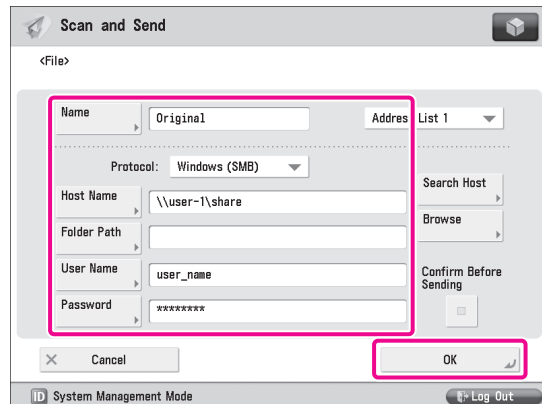 Scan and Send
<File>
Name Original Addres List 1
Protocol: Windows (SMB)
Host Name \\user-1\share
Search Host
Folder Path
Browse
User Name user_name
Confirm Before
Sending
Password ********
Cancel OK
ID System Management Mode Log Out